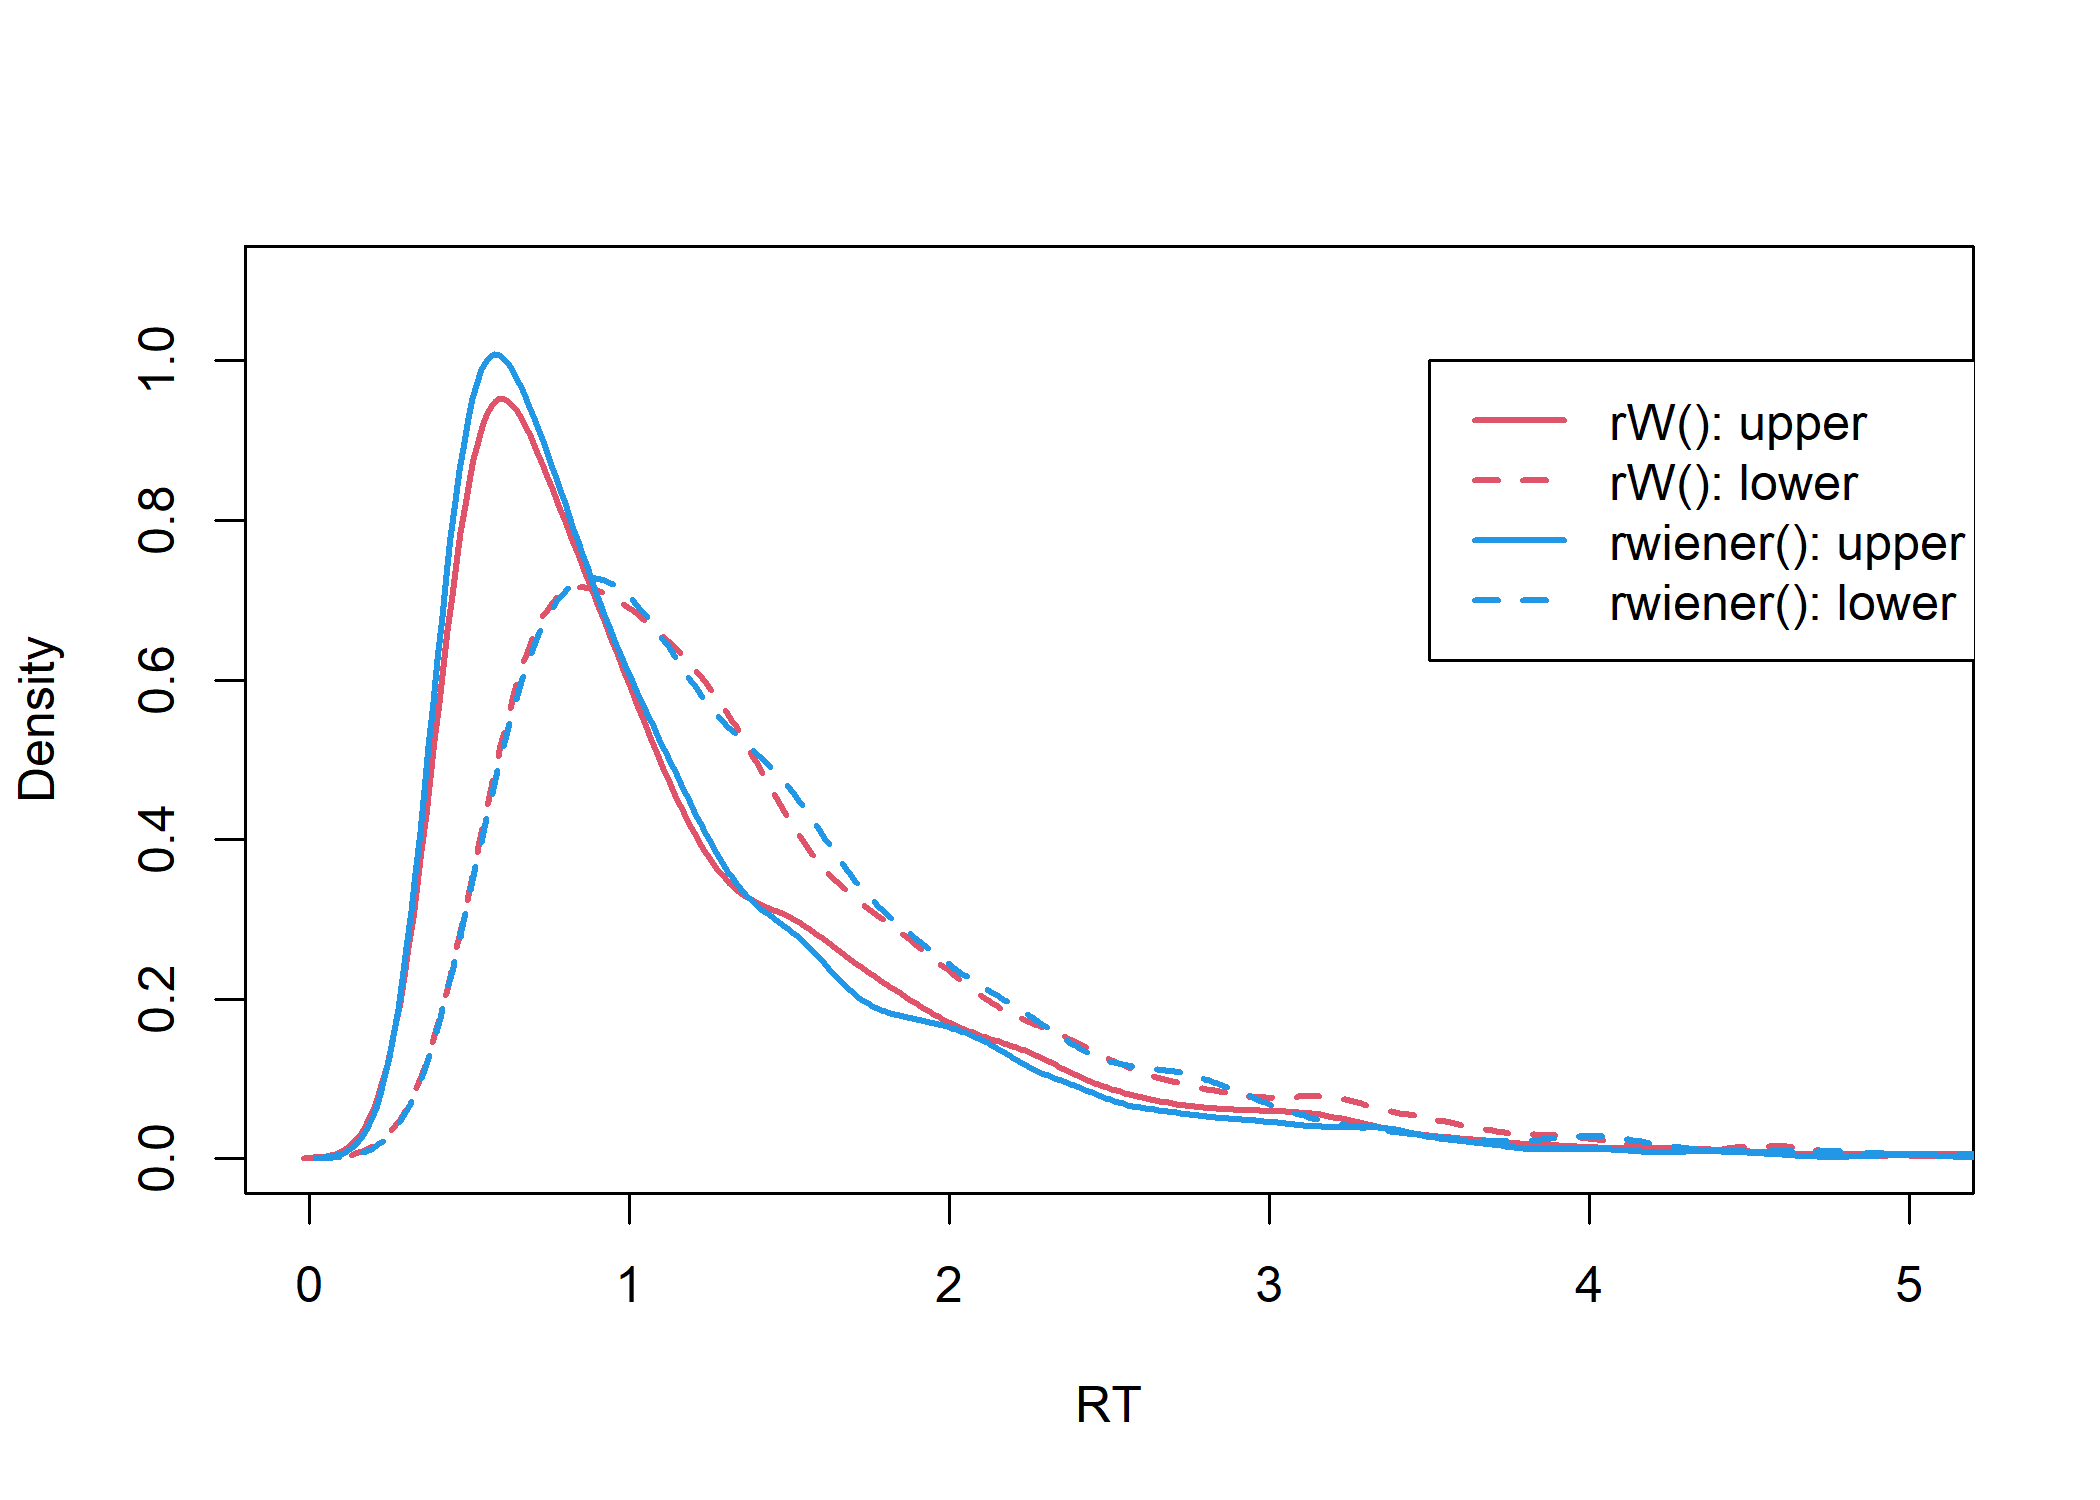 Density
1.0
0.8
0.6
0.4
0.2
0.0
rW(): upper
rW(): lower
rwiener(): upper
rwiener(): lower
0 1 2 3 4 5
RT